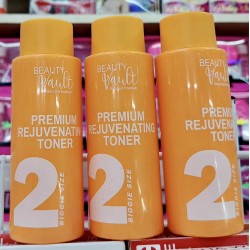 BEAUTY
Vault
PREMIUM
REJUVENATING
TONER
2
BIGGIE SIZE
BEAUTY
Vault
PREMIUM
REJUVENATING
TONER
2
BIGGIE SIZE
BEAUTY
Vault
PREMIUM
REJUVENATING
TONER
2
BIGGIE SIZE